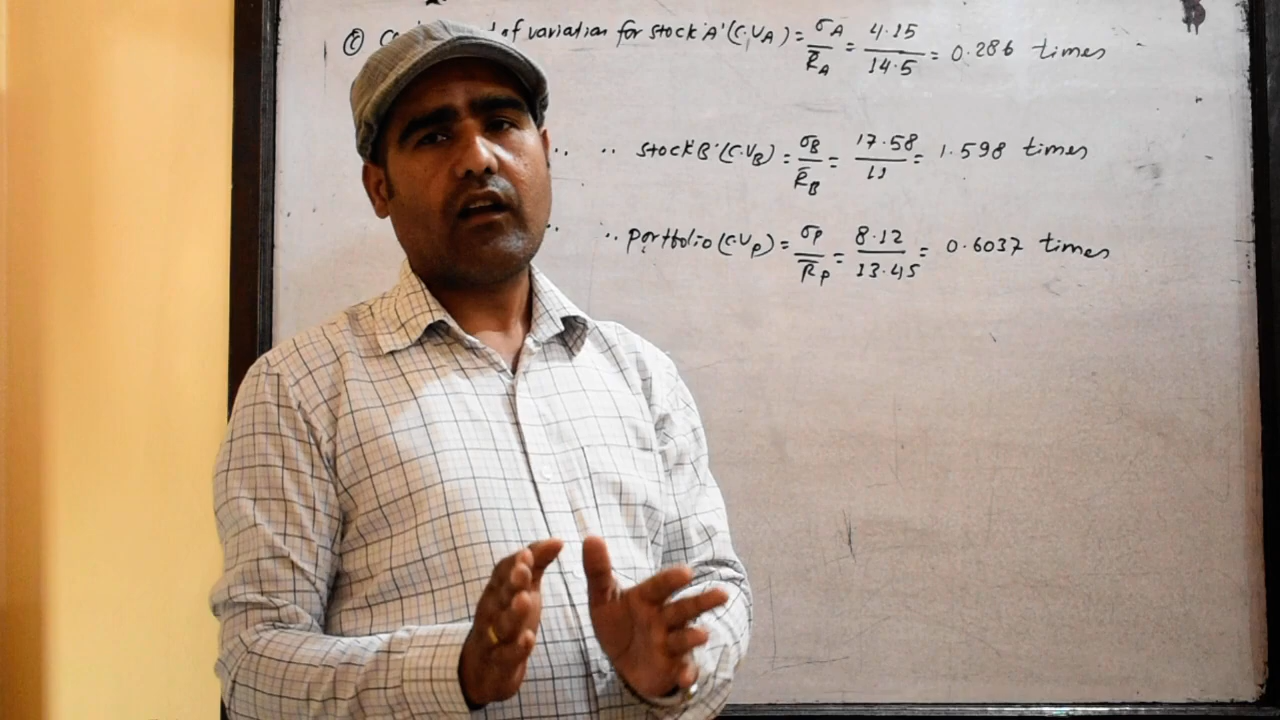 Ⓒ of variation for stock 'A' (C.V_A) = σ_A / R̄_A = 4.15 / 14.5 = 0.286 times
.. .. stock 'B' (C.V_B) = σ_B / R̄_B = 17.58 / 11 = 1.598 times
.. .. portfolio (C.V_P) = σ_P / R̄_P = 8.12 / 13.45 = 0.6037 times